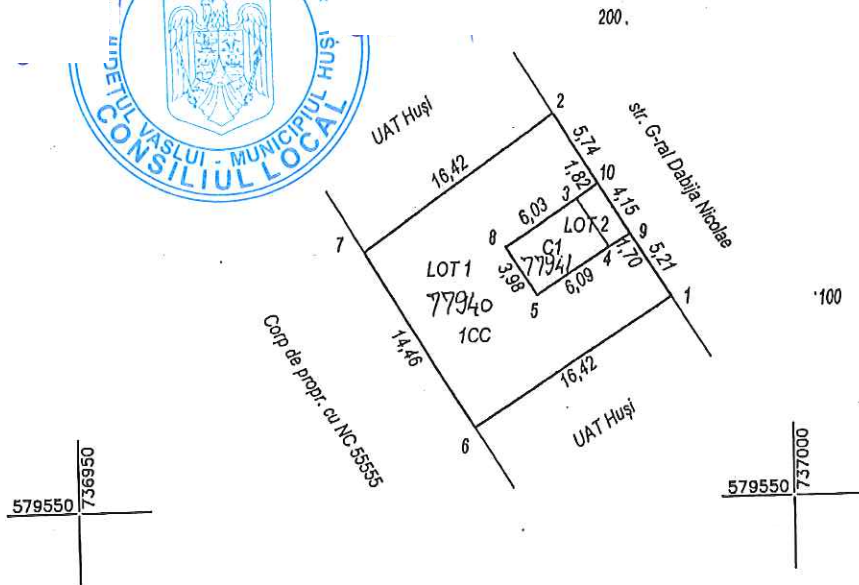 200.
DEȚUL VASLUI - MUNICIPIUL HUȘI
CONSILIUL LOCAL
UAT Huși
2
str. G-ral Dabija Nicolae
5,74
16,42
1,82
10
3
4,15
6,03
LOT 2
9
7
8
C1
4
1,70
5,21
LOT 1
77941
3,98
6,09
77940
5
1
100
1CC
Corp de propr. cu NC 55555
14,46
16,42
6
UAT Huși
579550
736950
579550
737000